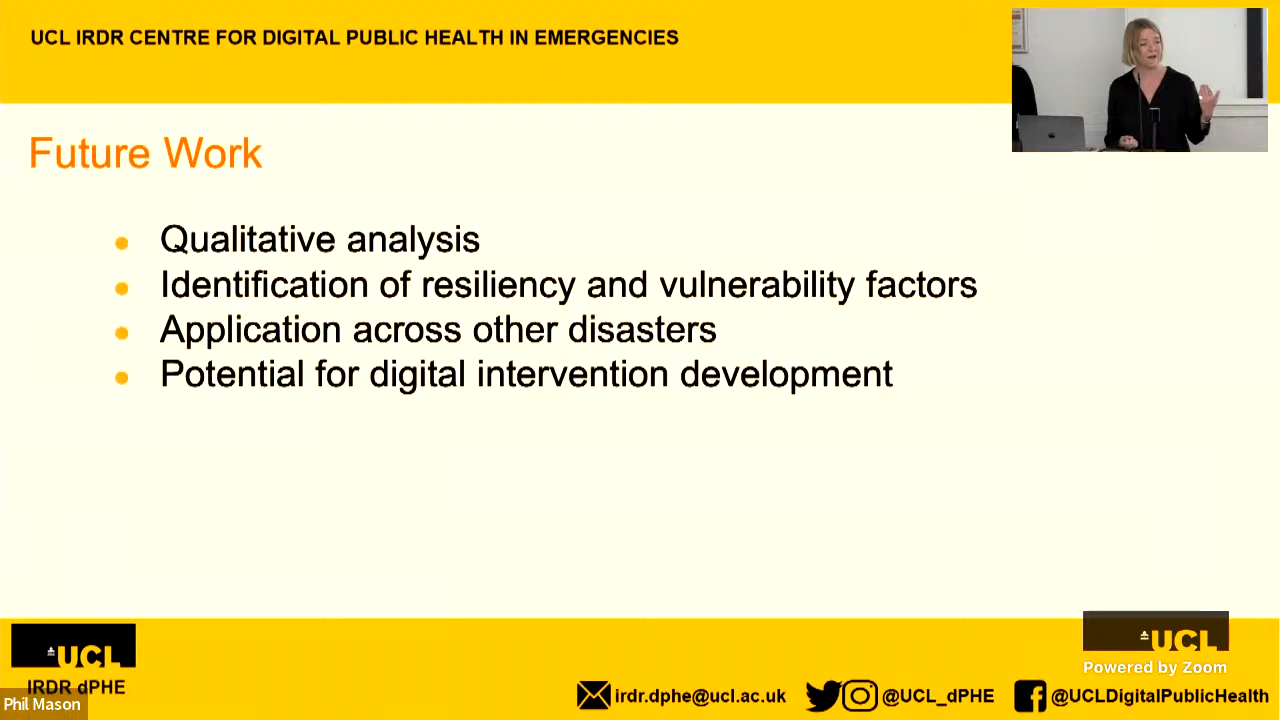 UCL IRDR CENTRE FOR DIGITAL PUBLIC HEALTH IN EMERGENCIES
Future Work
Qualitative analysis
Identification of resiliency and vulnerability factors
Application across other disasters
Potential for digital intervention development
UCL
IRDR dPHE
Phil Mason
irdr.dphe@ucl.ac.uk
@UCL_dPHE
@UCLDigitalPublicHealth
UCL
Powered by Zoom